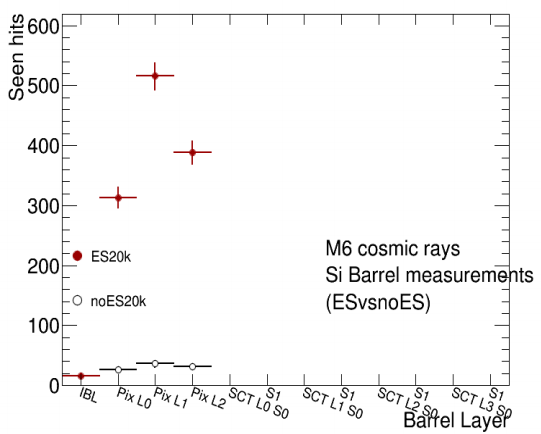 Seen hits
600
500
400
300
200
100
0
ES20k
noES20k
M6 cosmic rays
Si Barrel measurements
(ESvsnoES)
IBL
Pix L0
Pix L1
Pix L2
SCT L0 S0
S1
SCT L1 S0
S1
SCT L2 S0
S1
SCT L3 S0
S1
Barrel Layer